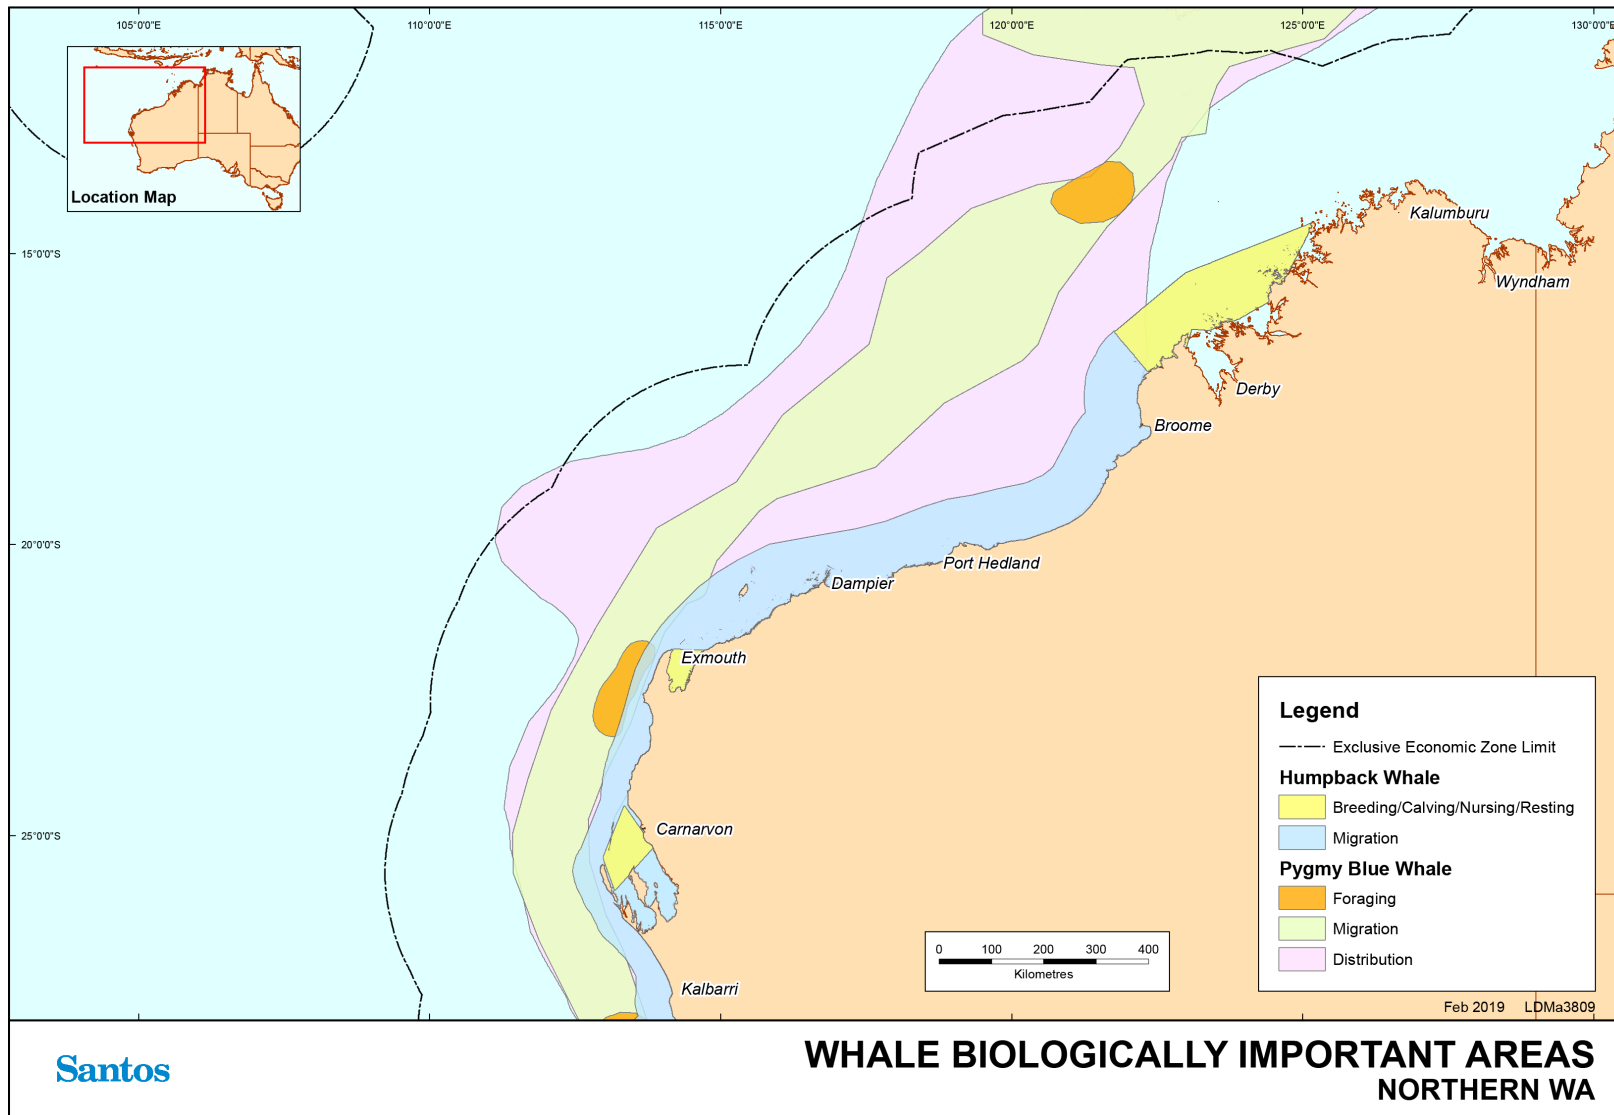 105°0'0"E
110°0'0"E
115°0'0"E
120°0'0"E
125°0'0"E
130°0'0"E
Location Map
15°0'0"S
20°0'0"S
25°0'0"S
Kalumburu
Wyndham
Derby
Broome
Port Hedland
Dampier
Exmouth
Carnarvon
Kalbarri
Legend
Exclusive Economic Zone Limit
Humpback Whale
Breeding/Calving/Nursing/Resting
Migration
Pygmy Blue Whale
Foraging
Migration
Distribution
0 100 200 300 400
Kilometres
Feb 2019 LDMa3809
Santos
WHALE BIOLOGICALLY IMPORTANT AREAS
NORTHERN WA